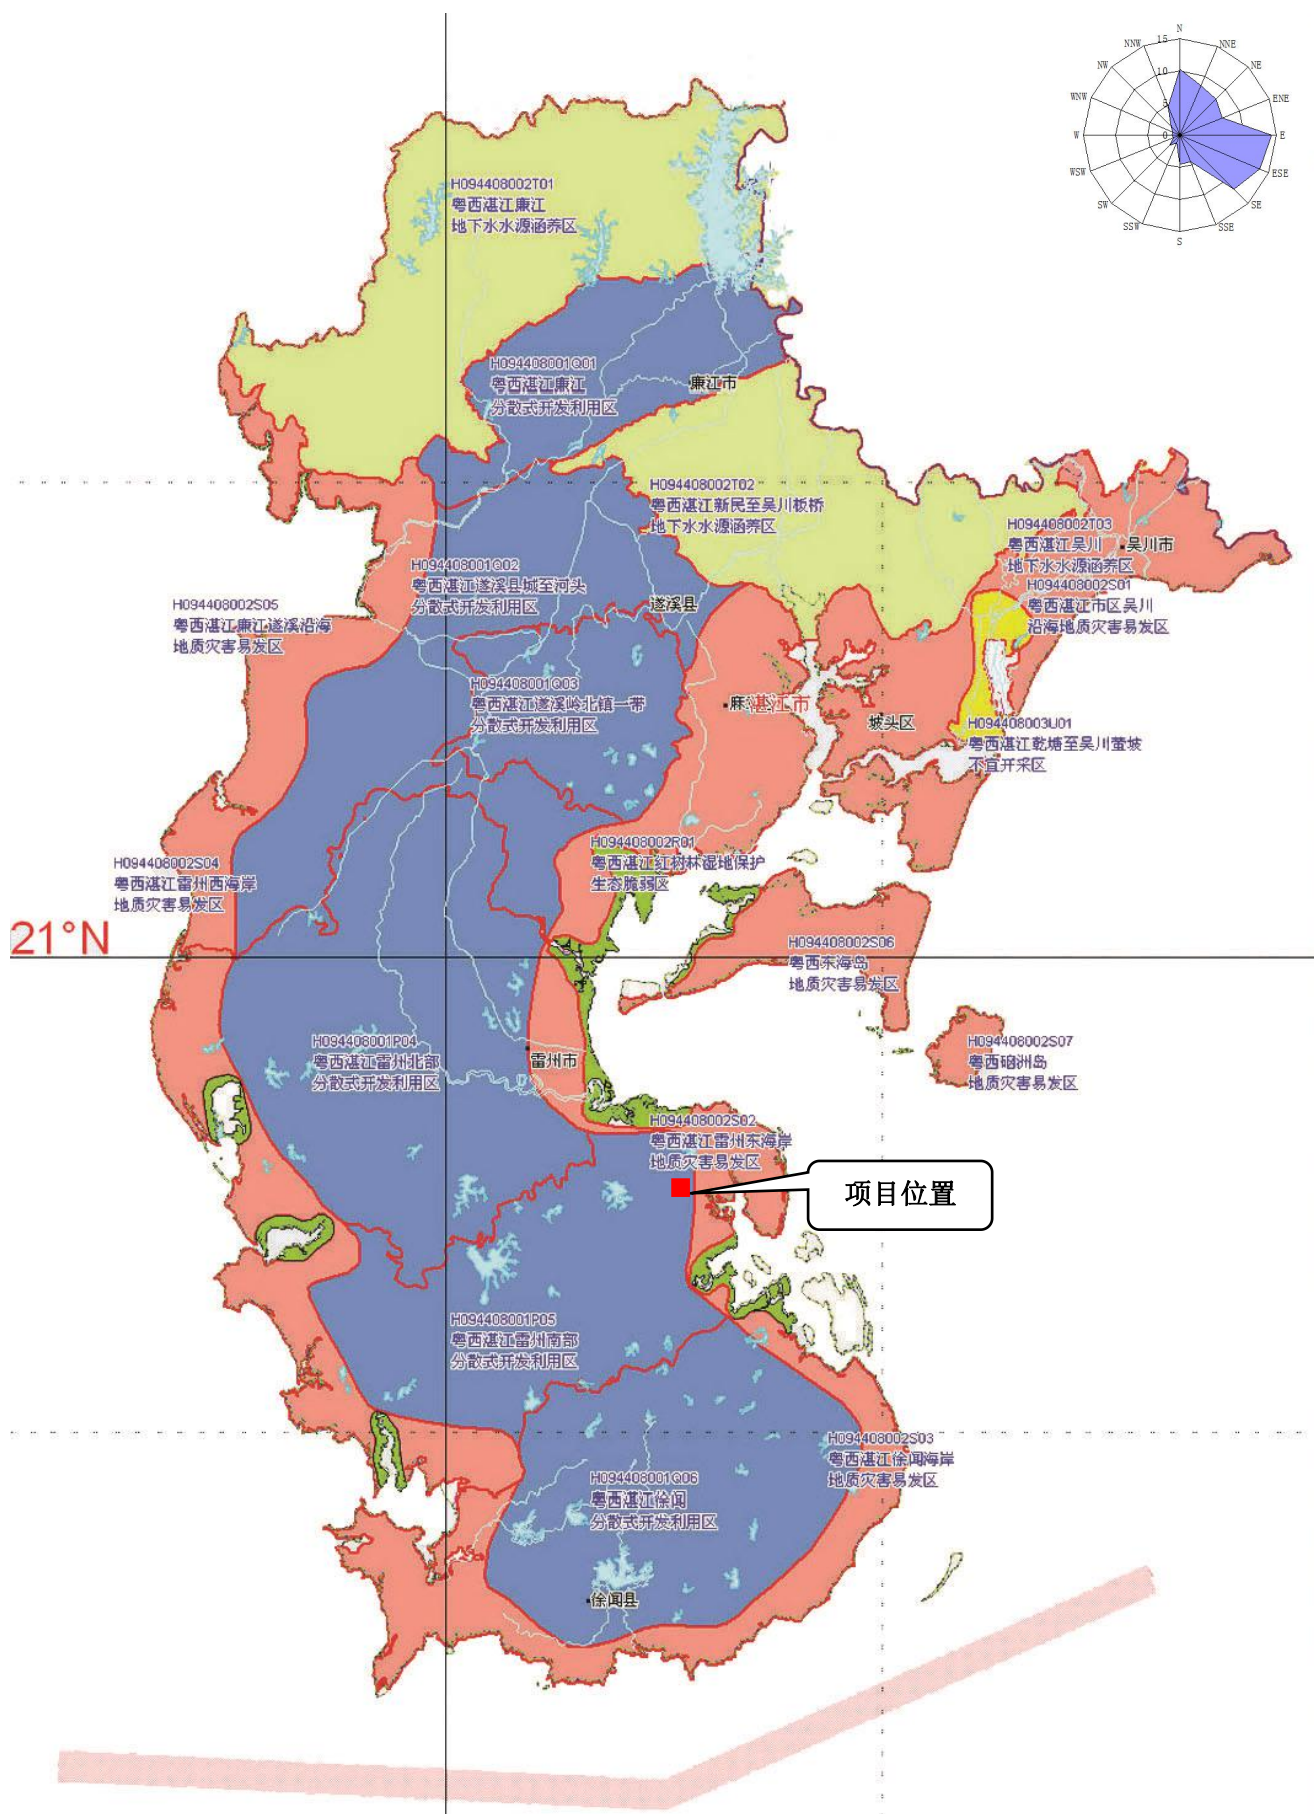 N
NNE
NE
ENE
E
ESE
SE
SSE
S
SSW
SW
WSW
W
WNW
NW
NNW
15
10
5
0
H094408002T01
粤西湛江廉江
地下水水源涵养区
H094408001Q01
粤西湛江廉江
分散式开发利用区
廉江市
H094408002T02
粤西湛江新民至吴川板桥
地下水水源涵养区
H094408002T03
粤西湛江吴川
地下水水源涵养区
吴川市
H094408002S01
粤西湛江市区吴川
沿海地质灾害易发区
H094408001Q02
粤西湛江遂溪县城至河头
分散式开发利用区
遂溪县
H094408002S05
粤西湛江廉江遂溪沿海
地质灾害易发区
H094408001Q03
粤西湛江遂溪岭北镇一带
分散式开发利用区
麻
湛江市
坡头区
H094408003U01
粤西湛江乾塘至吴川蓥坡
不宜开采区
H094408002R01
粤西湛江红树林湿地保护
生态脆弱区
H094408002S04
粤西湛江雷州西海岸
地质灾害易发区
21°N
H094408002S06
粤西东海岛
地质灾害易发区
H094408002S07
粤西硇洲岛
地质灾害易发区
H094408001P04
粤西湛江雷州北部
分散式开发利用区
雷州市
H094408002S02
粤西湛江雷州东海岸
地质灾害易发区
项目位置
H094408001P05
粤西湛江雷州南部
分散式开发利用区
H094408002S03
粤西湛江徐闻海岸
地质灾害易发区
H094408001Q06
粤西湛江徐闻
分散式开发利用区
徐闻县